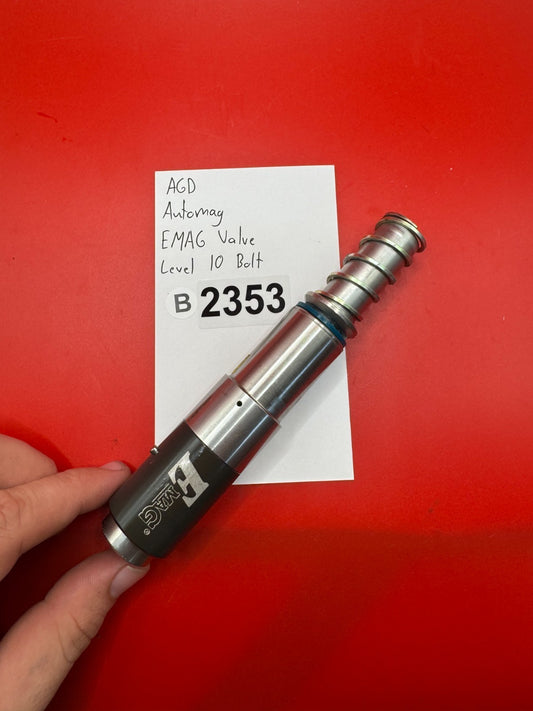 AGD
Automag
EMAG Valve
Level 10 Bolt
B 2353
EMAG®